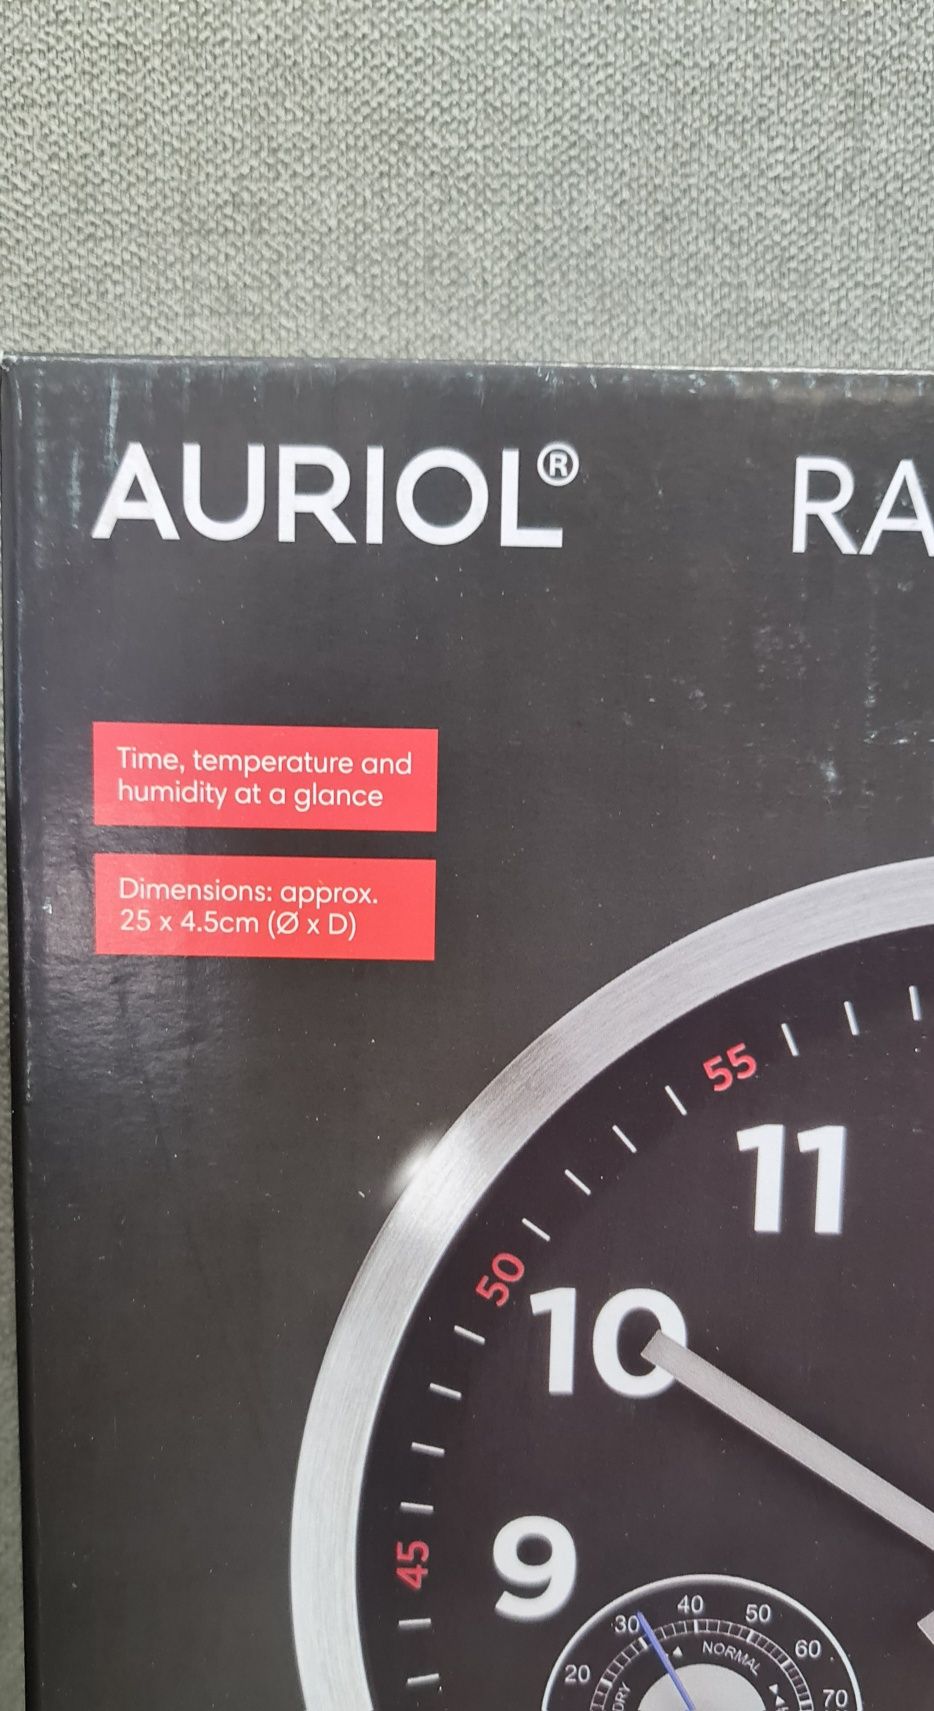 AURIOL®
RA
Time, temperature and
humidity at a glance
Dimensions: approx.
25 x 4.5cm (Ø x D)
55
11
50
10
45
9
40
50
30
60
NORMAL
20
70
DRY